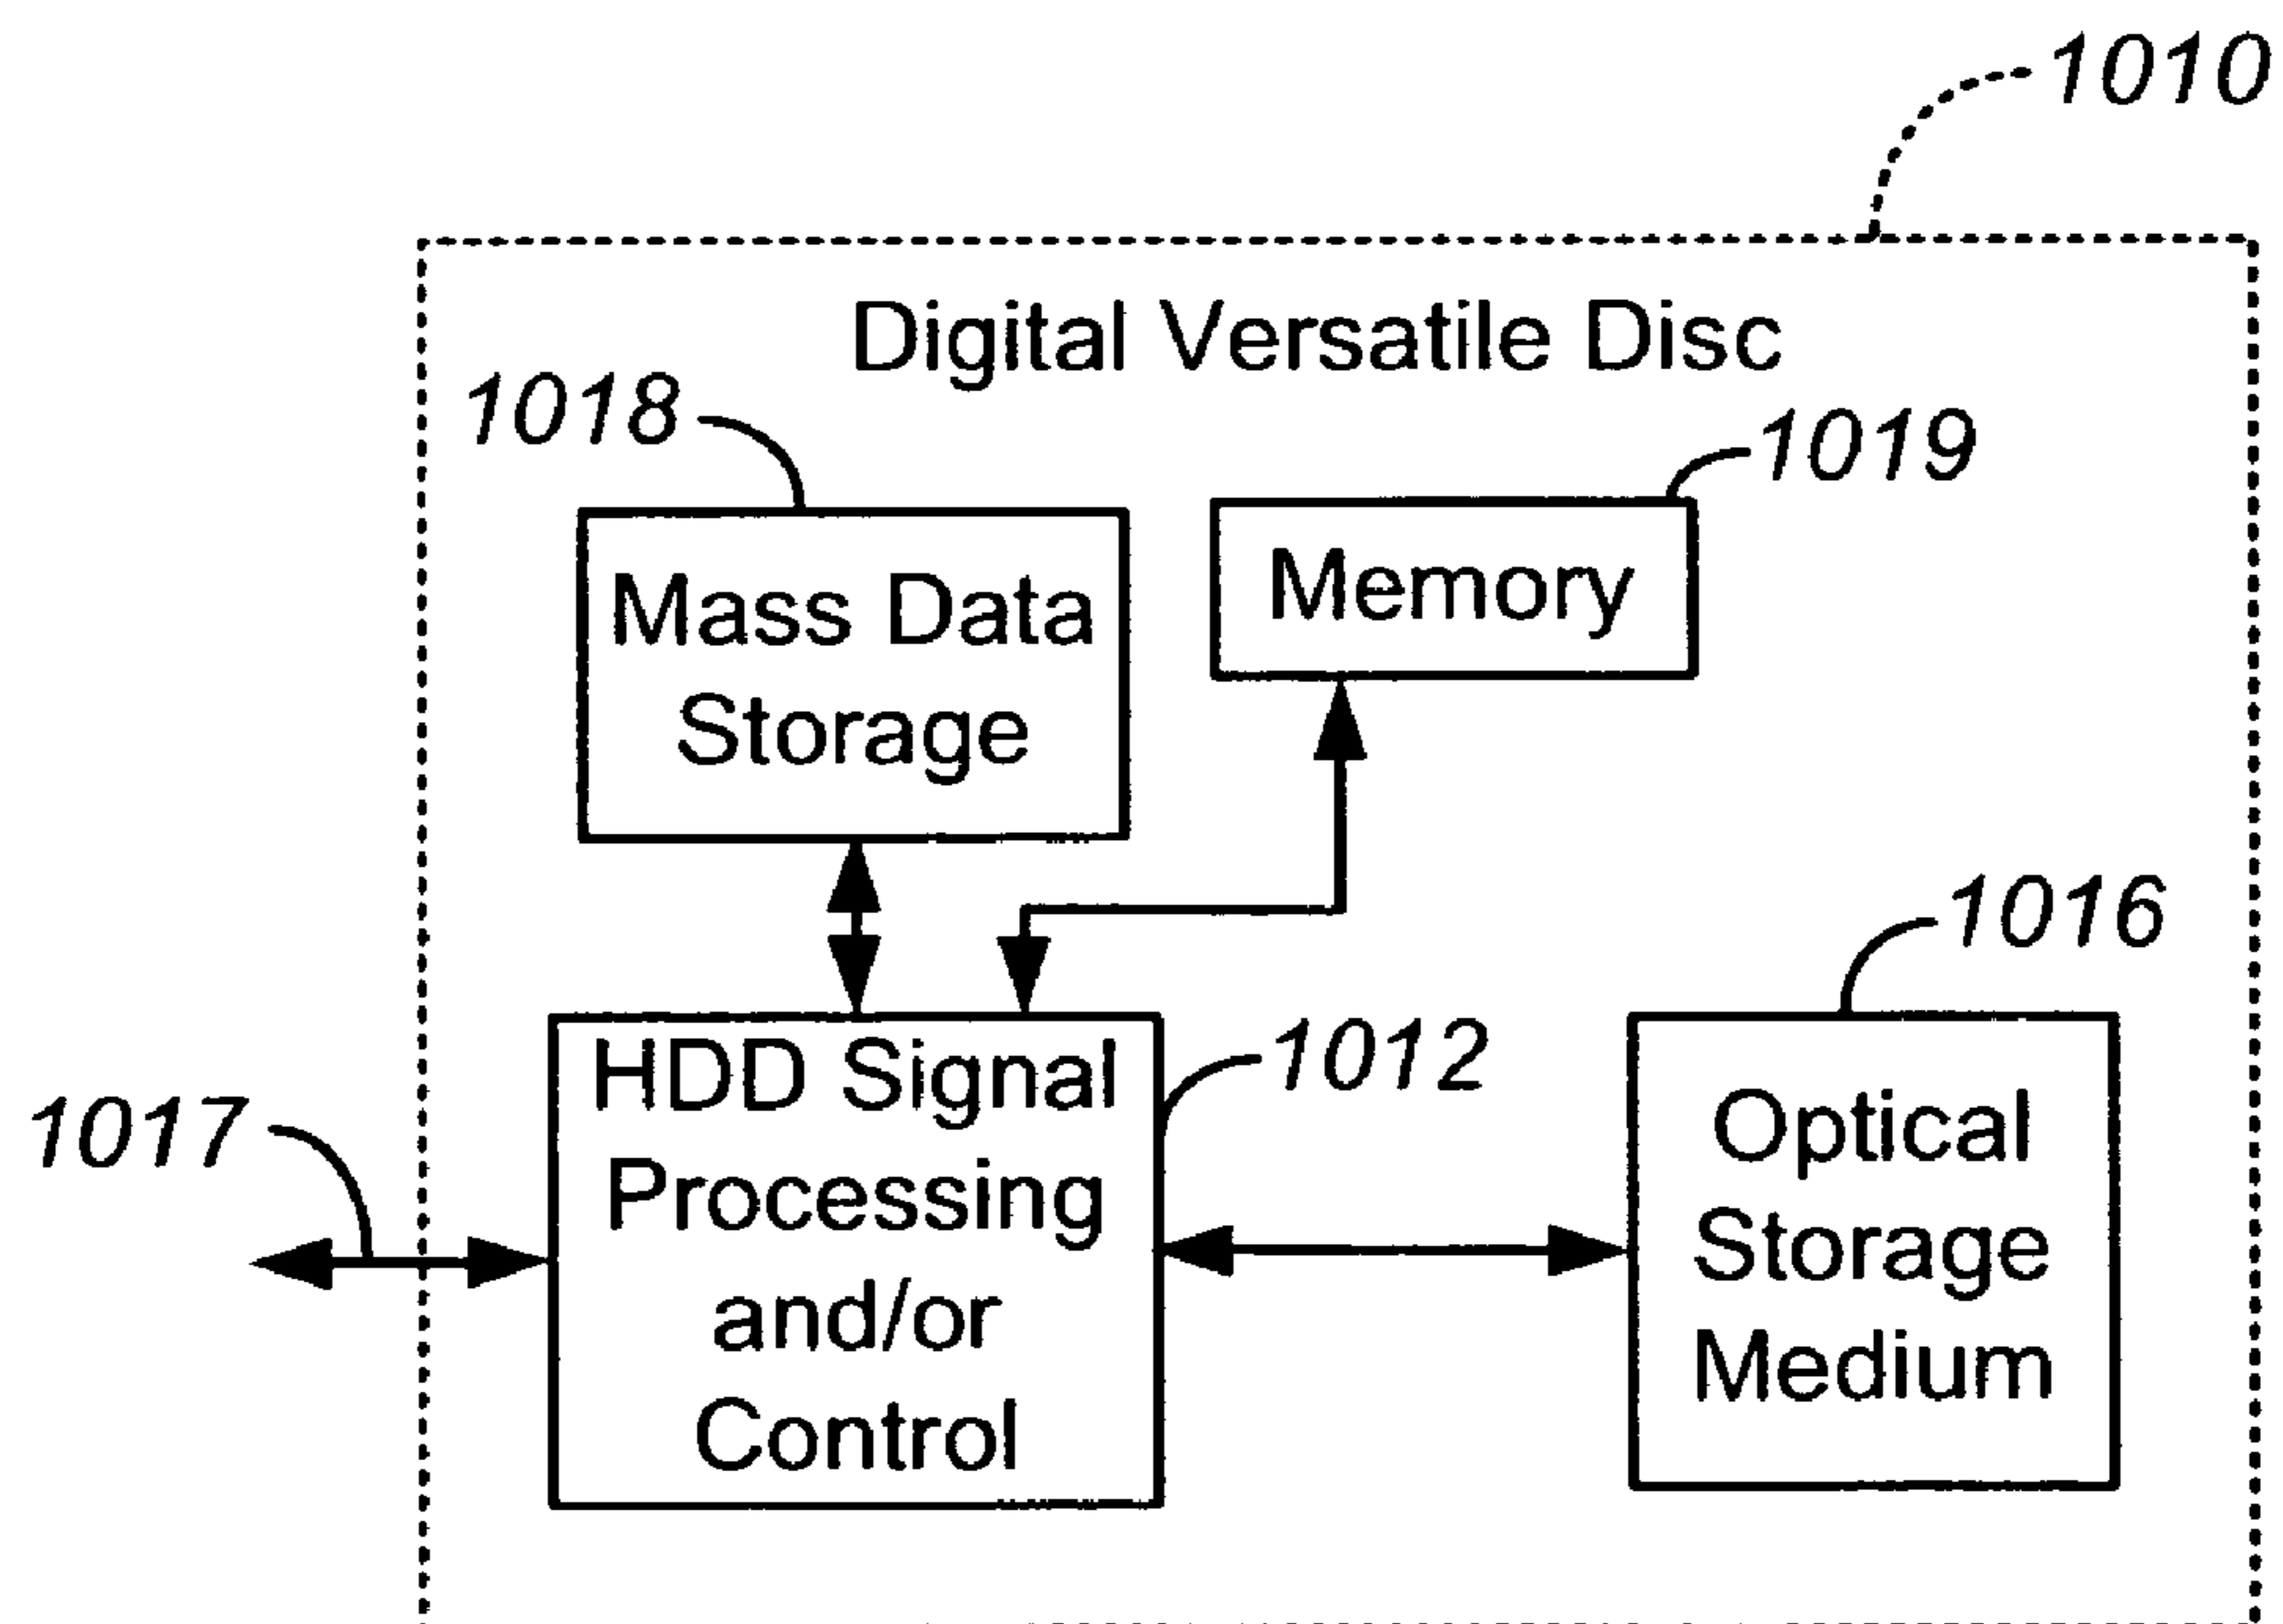 1010
Digital Versatile Disc
1018
1019
Mass Data
Storage
Memory
1016
HDD Signal
Processing
and/or
Control
1012
1017
Optical
Storage
Medium